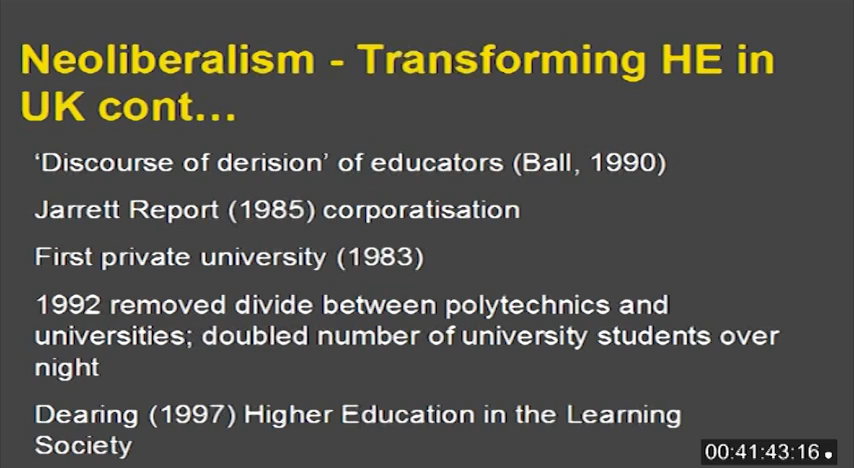 Neoliberalism - Transforming HE in
UK cont...
‘Discourse of derision’ of educators (Ball, 1990)
Jarrett Report (1985) corporatisation
First private university (1983)
1992 removed divide between polytechnics and
universities; doubled number of university students over
night
Dearing (1997) Higher Education in the Learning
Society
00:41:43:16